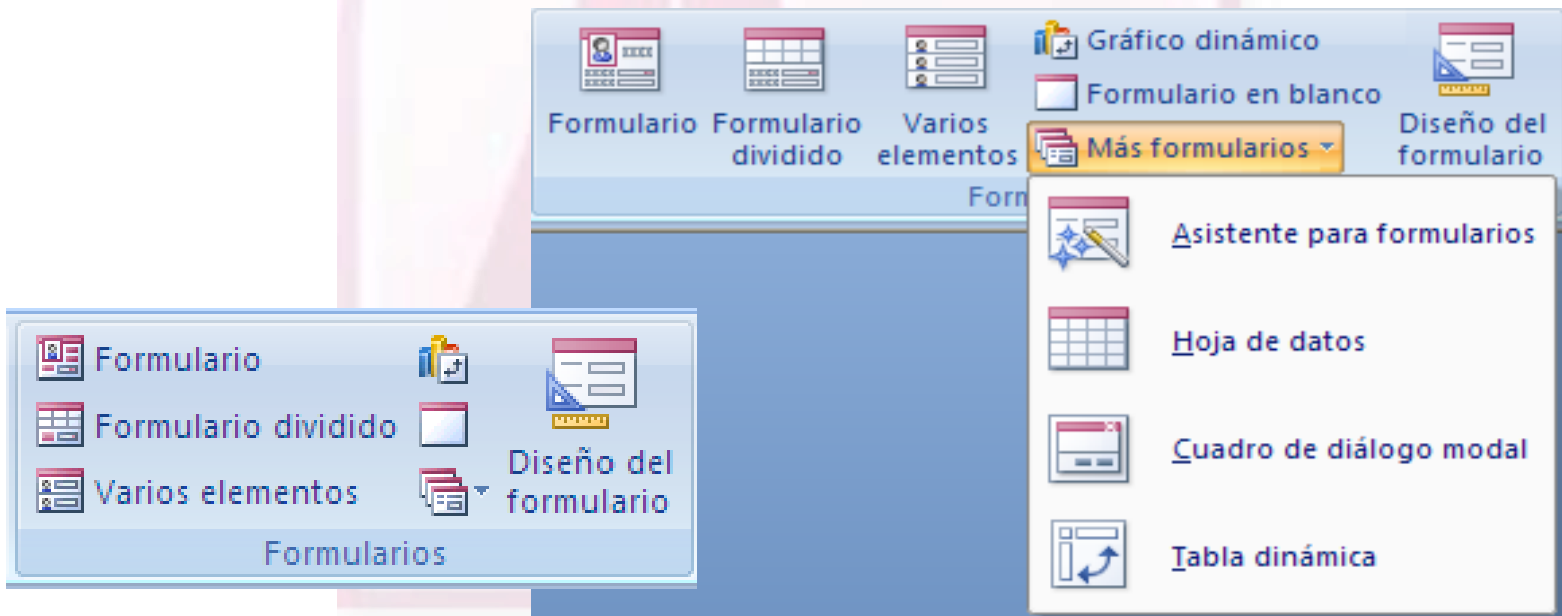 Formulario
Formulario
dividido
Varios
elementos
Gráfico dinámico
Formulario en blanco
Más formularios
Diseño del
formulario
Form
Asistente para formularios
Hoja de datos
Cuadro de diálogo modal
Tabla dinámica
Formulario
Formulario dividido
Varios elementos
Diseño del
formulario
Formularios